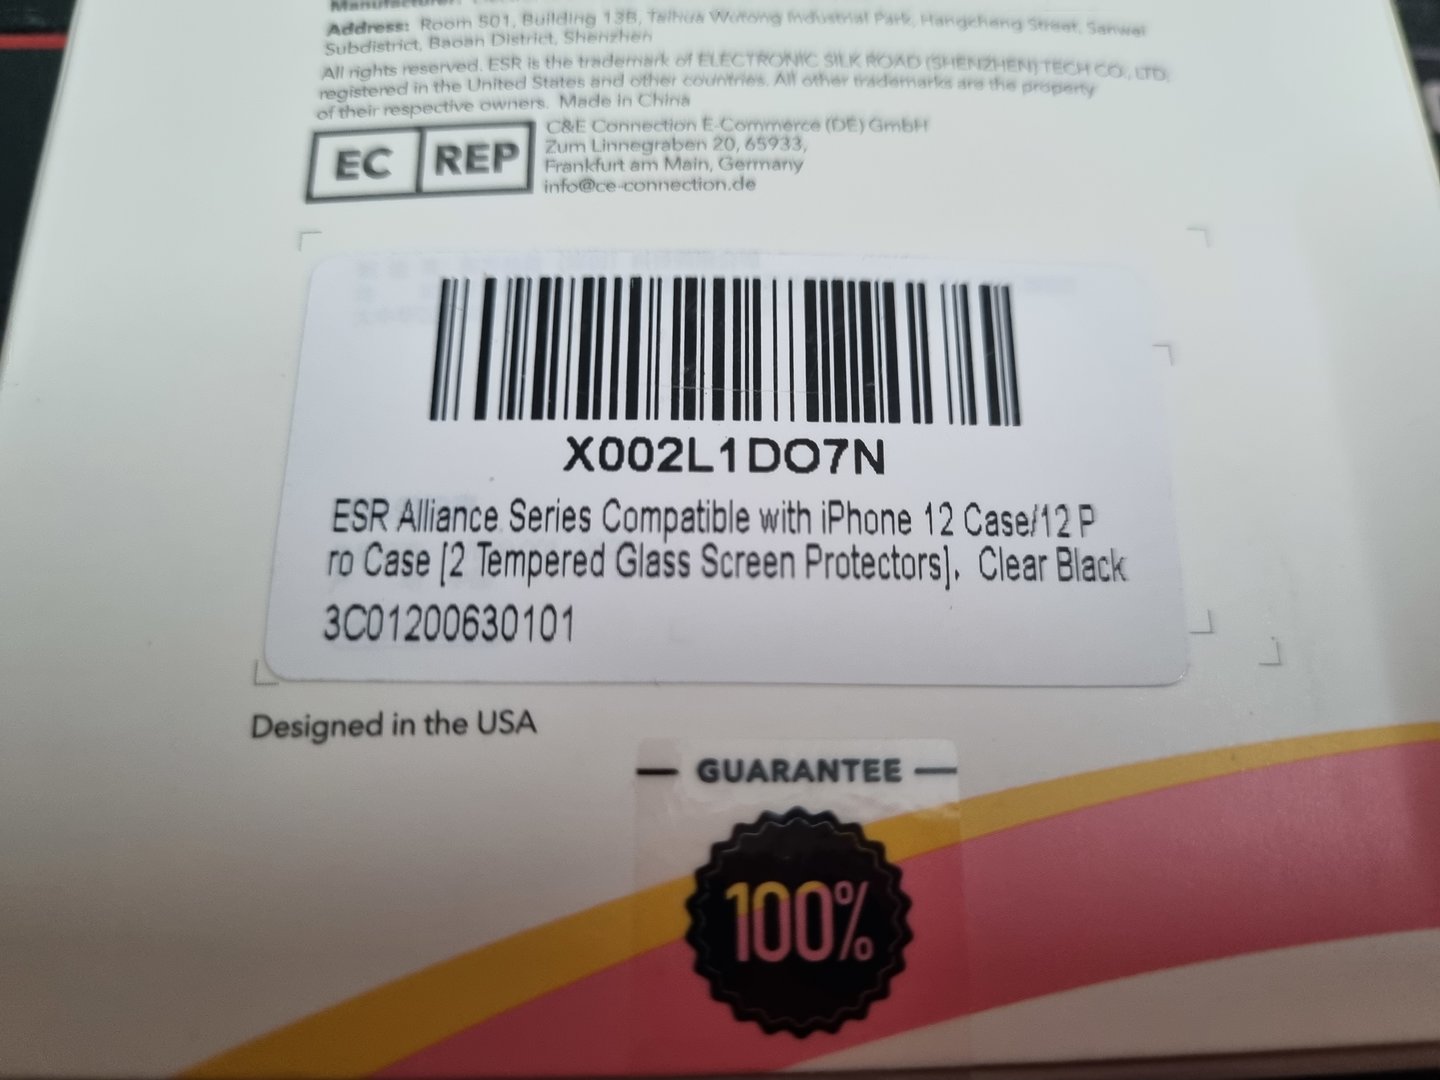 Manufacturer:
Address: Room 501, Building 13B, Taihua Wutong Industrial Park, Hangcheng Street, Sanwei
Subdistrict, Baoan District, Shenzhen
All rights reserved. ESR is the trademark of ELECTRONIC SILK ROAD (SHENZHEN) TECH CO., LTD,
registered in the United States and other countries. All other trademarks are the property
of their respective owners. Made in China
EC REP
C&E Connection E-Commerce (DE) GmbH
Zum Linnegraben 20, 65933,
Frankfurt am Main, Germany
info@ce-connection.de
X002L1DO7N
ESR Alliance Series Compatible with iPhone 12 Case/12 P
ro Case [2 Tempered Glass Screen Protectors], Clear Black
3C01200630101
Designed in the USA
GUARANTEE
100%